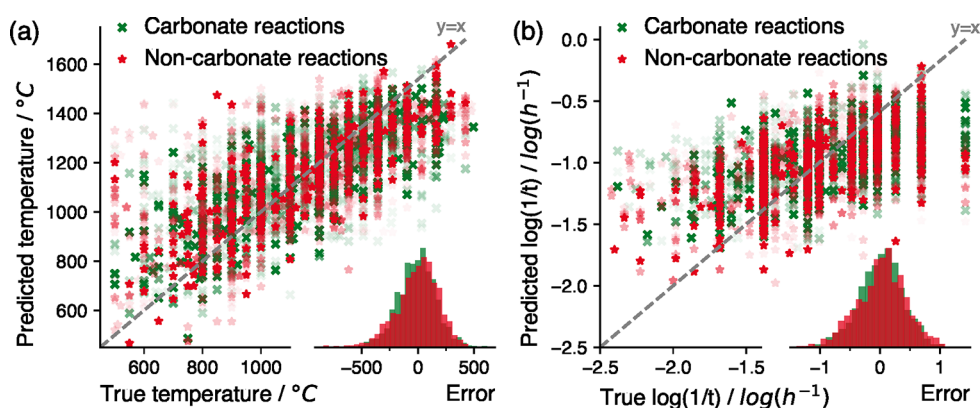 (a)
Carbonate reactions
Non-carbonate reactions
y=x
Predicted temperature / °C
1600
1400
1200
1000
800
600
600
800
1000
−500
0
500
True temperature / °C
Error
(b)
Carbonate reactions
Non-carbonate reactions
y=x
Predicted log(1/t) / log(h⁻¹)
0.0
−0.5
−1.0
−1.5
−2.0
−2.5
−2.5
−2.0
−1.5
−1
0
1
True log(1/t) / log(h⁻¹)
Error